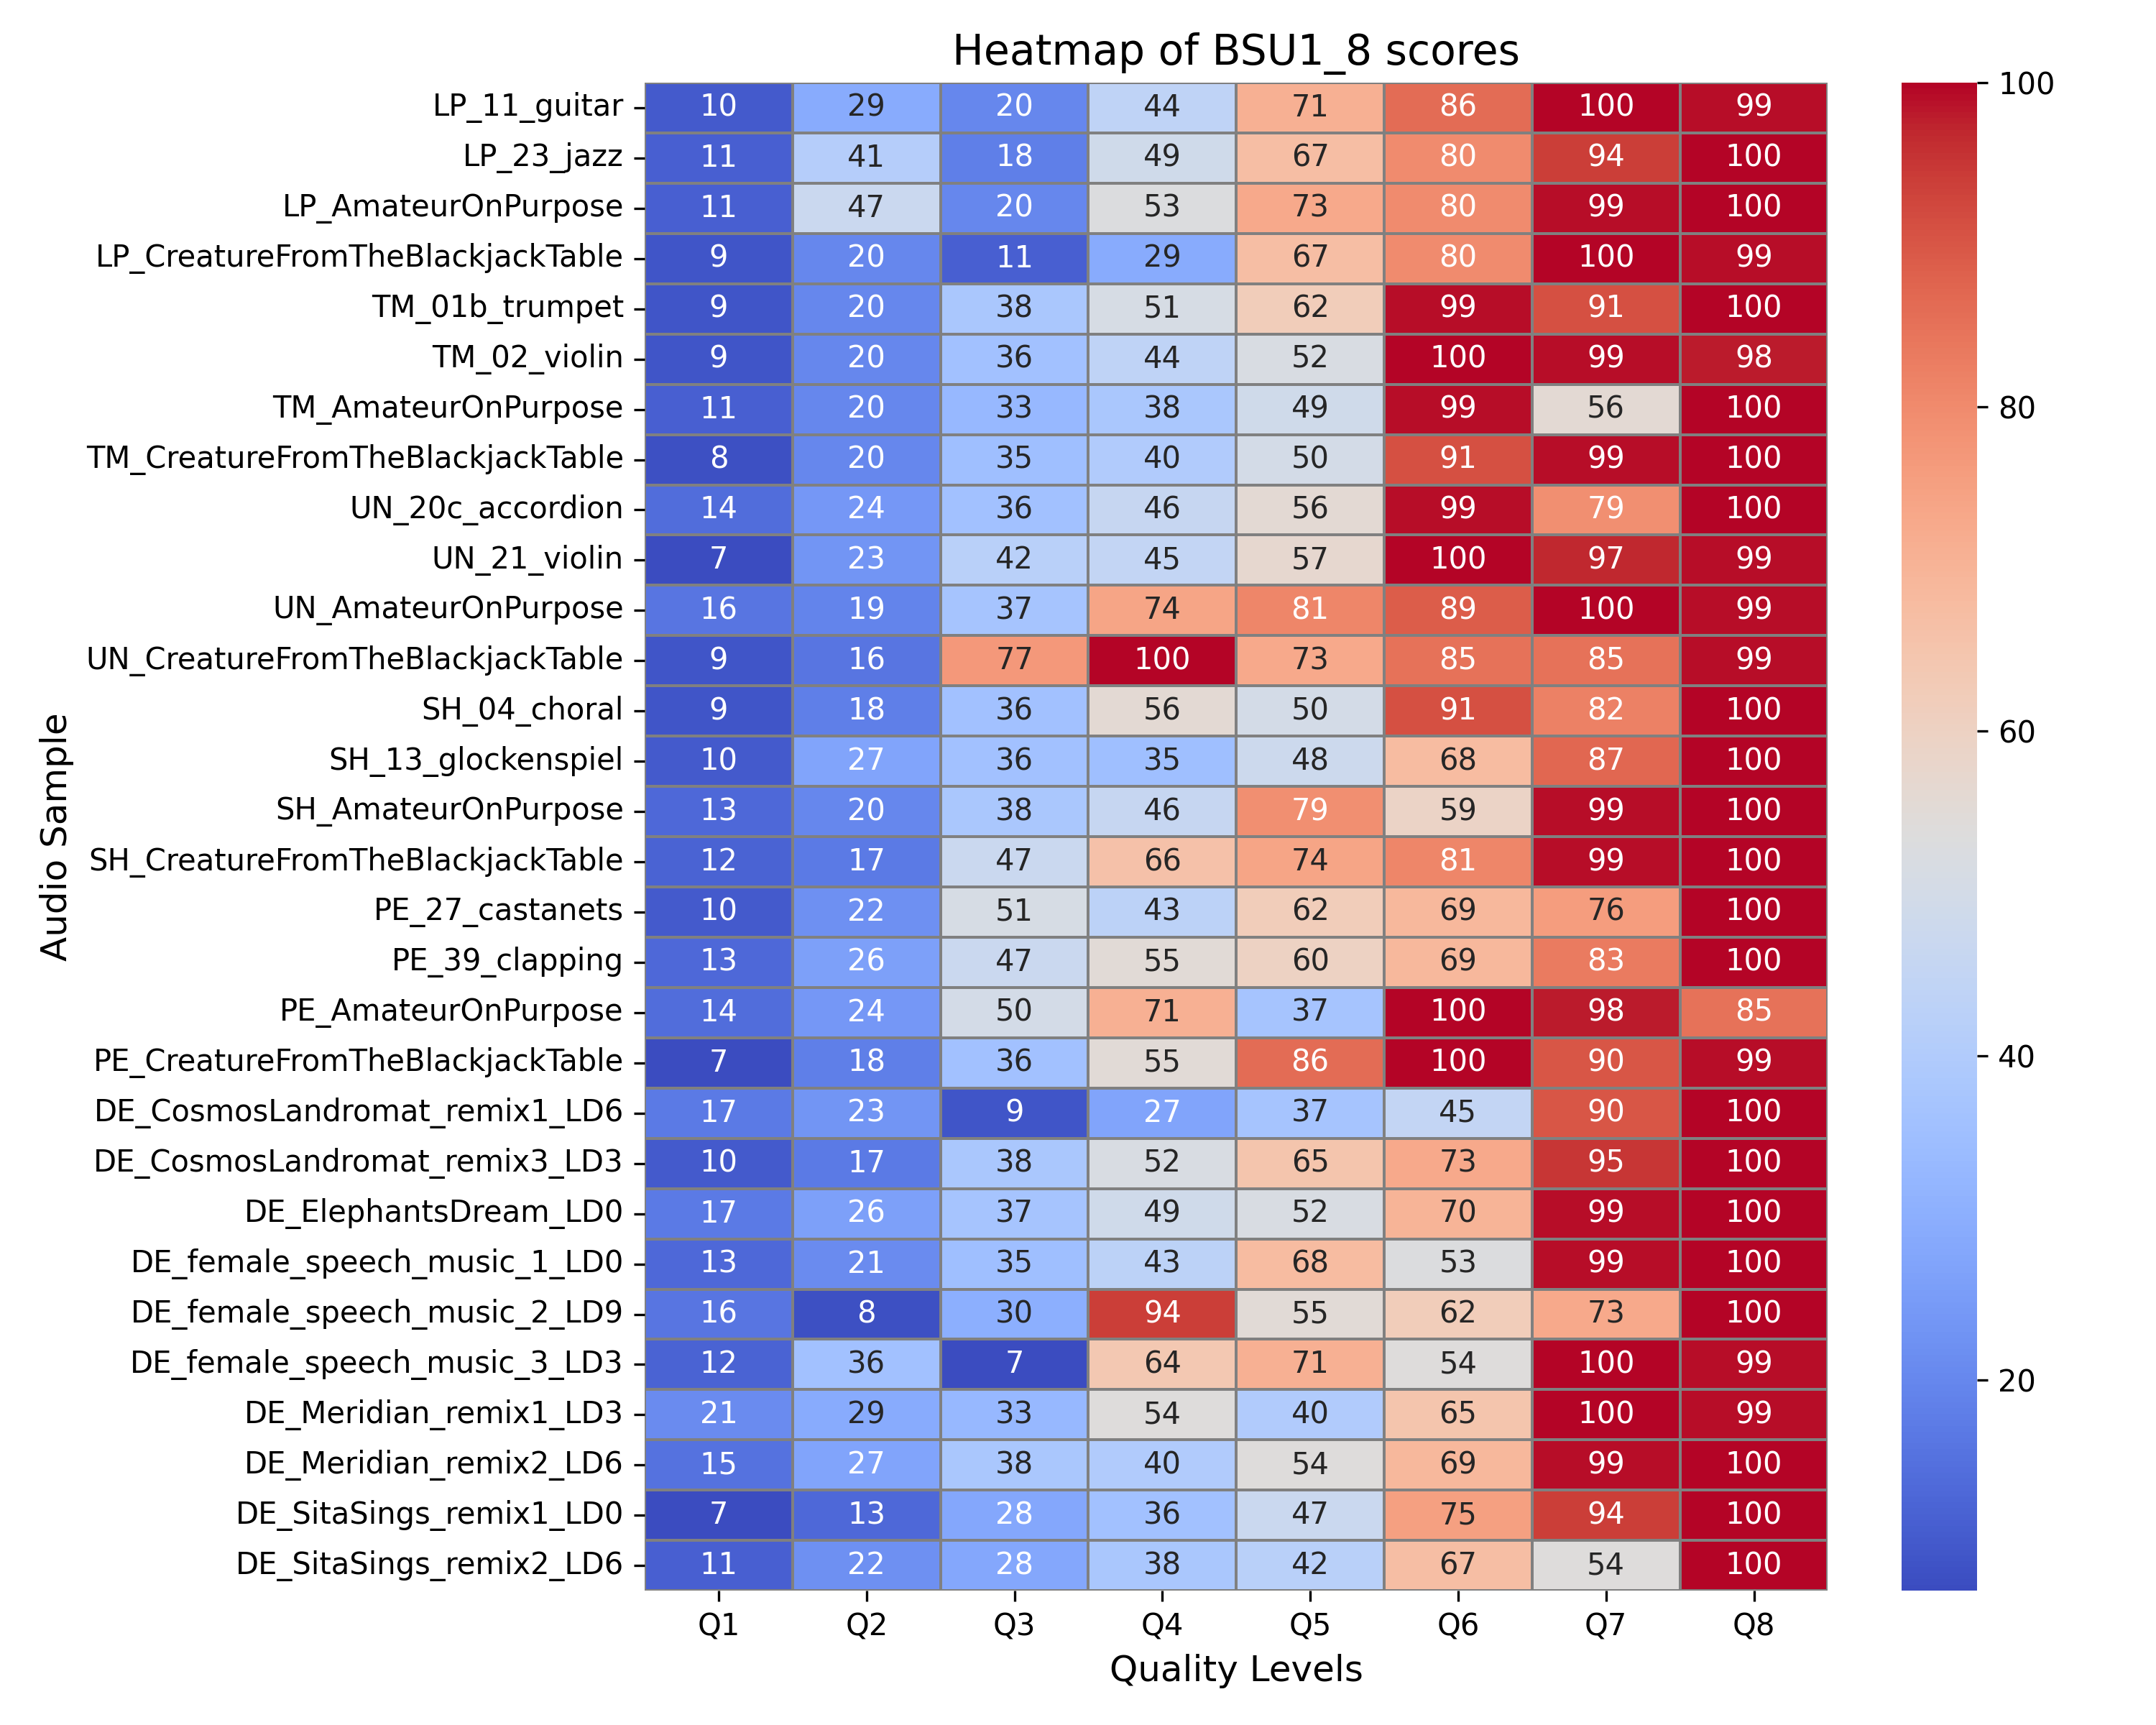 Heatmap of BSU1_8 scores
LP_11_guitar 10 29 20 44 71 86 100 99
LP_23_jazz 11 41 18 49 67 80 94 100
LP_AmateurOnPurpose 11 47 20 53 73 80 99 100
LP_CreatureFromTheBlackjackTable 9 20 11 29 67 80 100 99
TM_01b_trumpet 9 20 38 51 62 99 91 100
TM_02_violin 9 20 36 44 52 100 99 98
TM_AmateurOnPurpose 11 20 33 38 49 99 56 100
TM_CreatureFromTheBlackjackTable 8 20 35 40 50 91 99 100
UN_20c_accordion 14 24 36 46 56 99 79 100
UN_21_violin 7 23 42 45 57 100 97 99
UN_AmateurOnPurpose 16 19 37 74 81 89 100 99
UN_CreatureFromTheBlackjackTable 9 16 77 100 73 85 85 99
SH_04_choral 9 18 36 56 50 91 82 100
SH_13_glockenspiel 10 27 36 35 48 68 87 100
SH_AmateurOnPurpose 13 20 38 46 79 59 99 100
SH_CreatureFromTheBlackjackTable 12 17 47 66 74 81 99 100
PE_27_castanets 10 22 51 43 62 69 76 100
PE_39_clapping 13 26 47 55 60 69 83 100
PE_AmateurOnPurpose 14 24 50 71 37 100 98 85
PE_CreatureFromTheBlackjackTable 7 18 36 55 86 100 90 99
DE_CosmosLandromat_remix1_LD6 17 23 9 27 37 45 90 100
DE_CosmosLandromat_remix3_LD3 10 17 38 52 65 73 95 100
DE_ElephantsDream_LD0 17 26 37 49 52 70 99 100
DE_female_speech_music_1_LD0 13 21 35 43 68 53 99 100
DE_female_speech_music_2_LD9 16 8 30 94 55 62 73 100
DE_female_speech_music_3_LD3 12 36 7 64 71 54 100 99
DE_Meridian_remix1_LD3 21 29 33 54 40 65 100 99
DE_Meridian_remix2_LD6 15 27 38 40 54 69 99 100
DE_SitaSings_remix1_LD0 7 13 28 36 47 75 94 100
DE_SitaSings_remix2_LD6 11 22 28 38 42 67 54 100
Q1 Q2 Q3 Q4 Q5 Q6 Q7 Q8
Quality Levels
Audio Sample
100
80
60
40
20